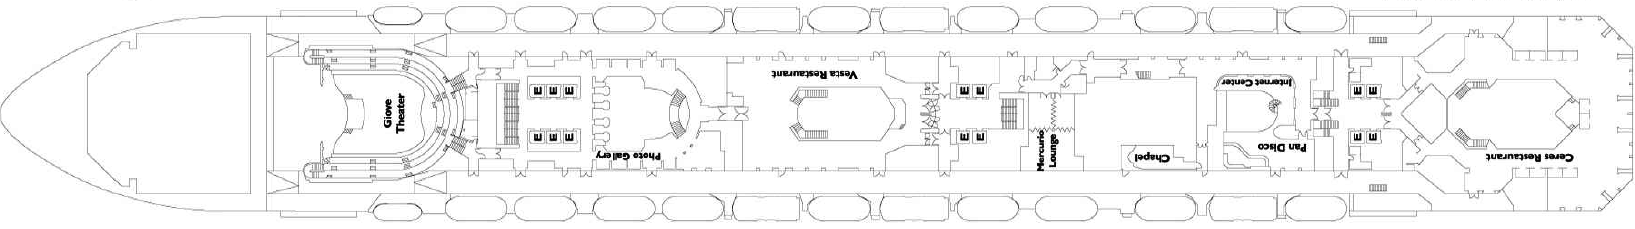 Giove
Theater
E E E
E E E
Photo Gallery
Vesta Restaurant
E E
E E
Mercurio
Lounge
Chapel
Internet Center
Pan Disco
E E
E E
Ceres Restaurant